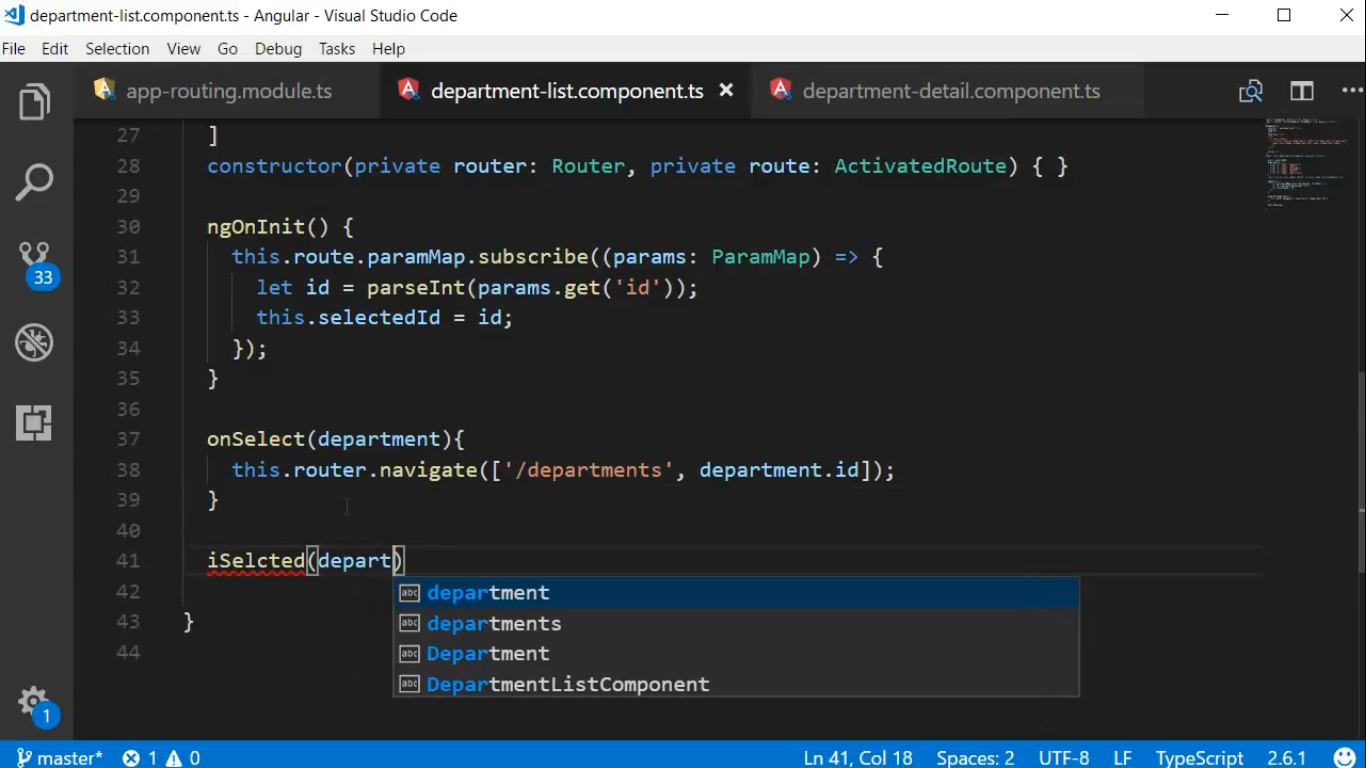 department-list.component.ts - Angular - Visual Studio Code
File Edit Selection View Go Debug Tasks Help
app-routing.module.ts department-list.component.ts department-detail.component.ts
27 ]
28 constructor(private router: Router, private route: ActivatedRoute) { }
29
30 ngOnInit() {
31 this.route.paramMap.subscribe((params: ParamMap) => {
32 let id = parseInt(params.get('id'));
33 this.selectedId = id;
34 });
35 }
36
37 onSelect(department){
38 this.router.navigate(['/departments', department.id]);
39 }
40
41 iSelcted(depart)
abc department
42
abc departments
43 }
abc Department
44
abc DepartmentListComponent
33
1
master* 1 0 Ln 41, Col 18 Spaces: 2 UTF-8 LF TypeScript 2.6.1